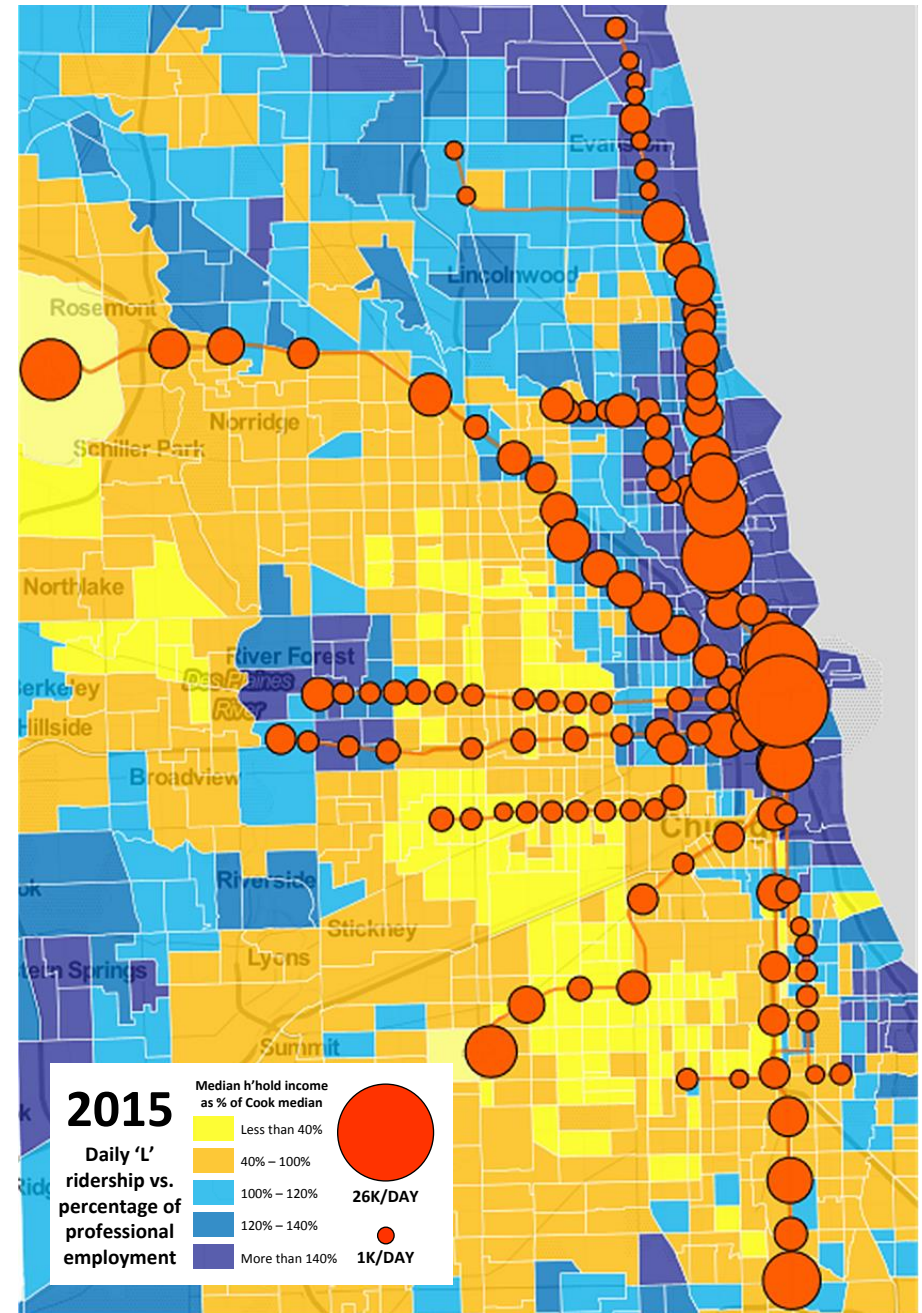 Evanston
Lincolnwood
Rosemont
Norridge
Schiller Park
Northlake
River Forest
Des Plaines
River
Berkeley
Hillside
Broadview
Riverside
Stickney
Lyons
tern Springs
Summit
2015
Daily ‘L’
ridership vs.
percentage of
professional
employment
Median h’hold income
as % of Cook median
Less than 40%
40% – 100%
100% – 120%
120% – 140%
More than 140%
26K/DAY
1K/DAY